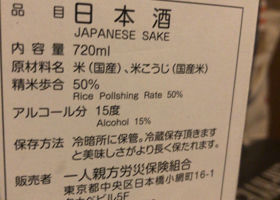 品目 日本酒
JAPANESE SAKE
内容量 720ml
原材料名 米(国産)、米こうじ(国産米)
精米歩合 50%
Rice Polishing Rate 50%
アルコール分 15度
Alcohol 15%
保存方法 冷暗所に保管。冷蔵保存頂きます
と美味しさがより長く保たれます。
販売者 一人親方労災保険組合
東京都中央区日本橋小網町16-1
ビル5F